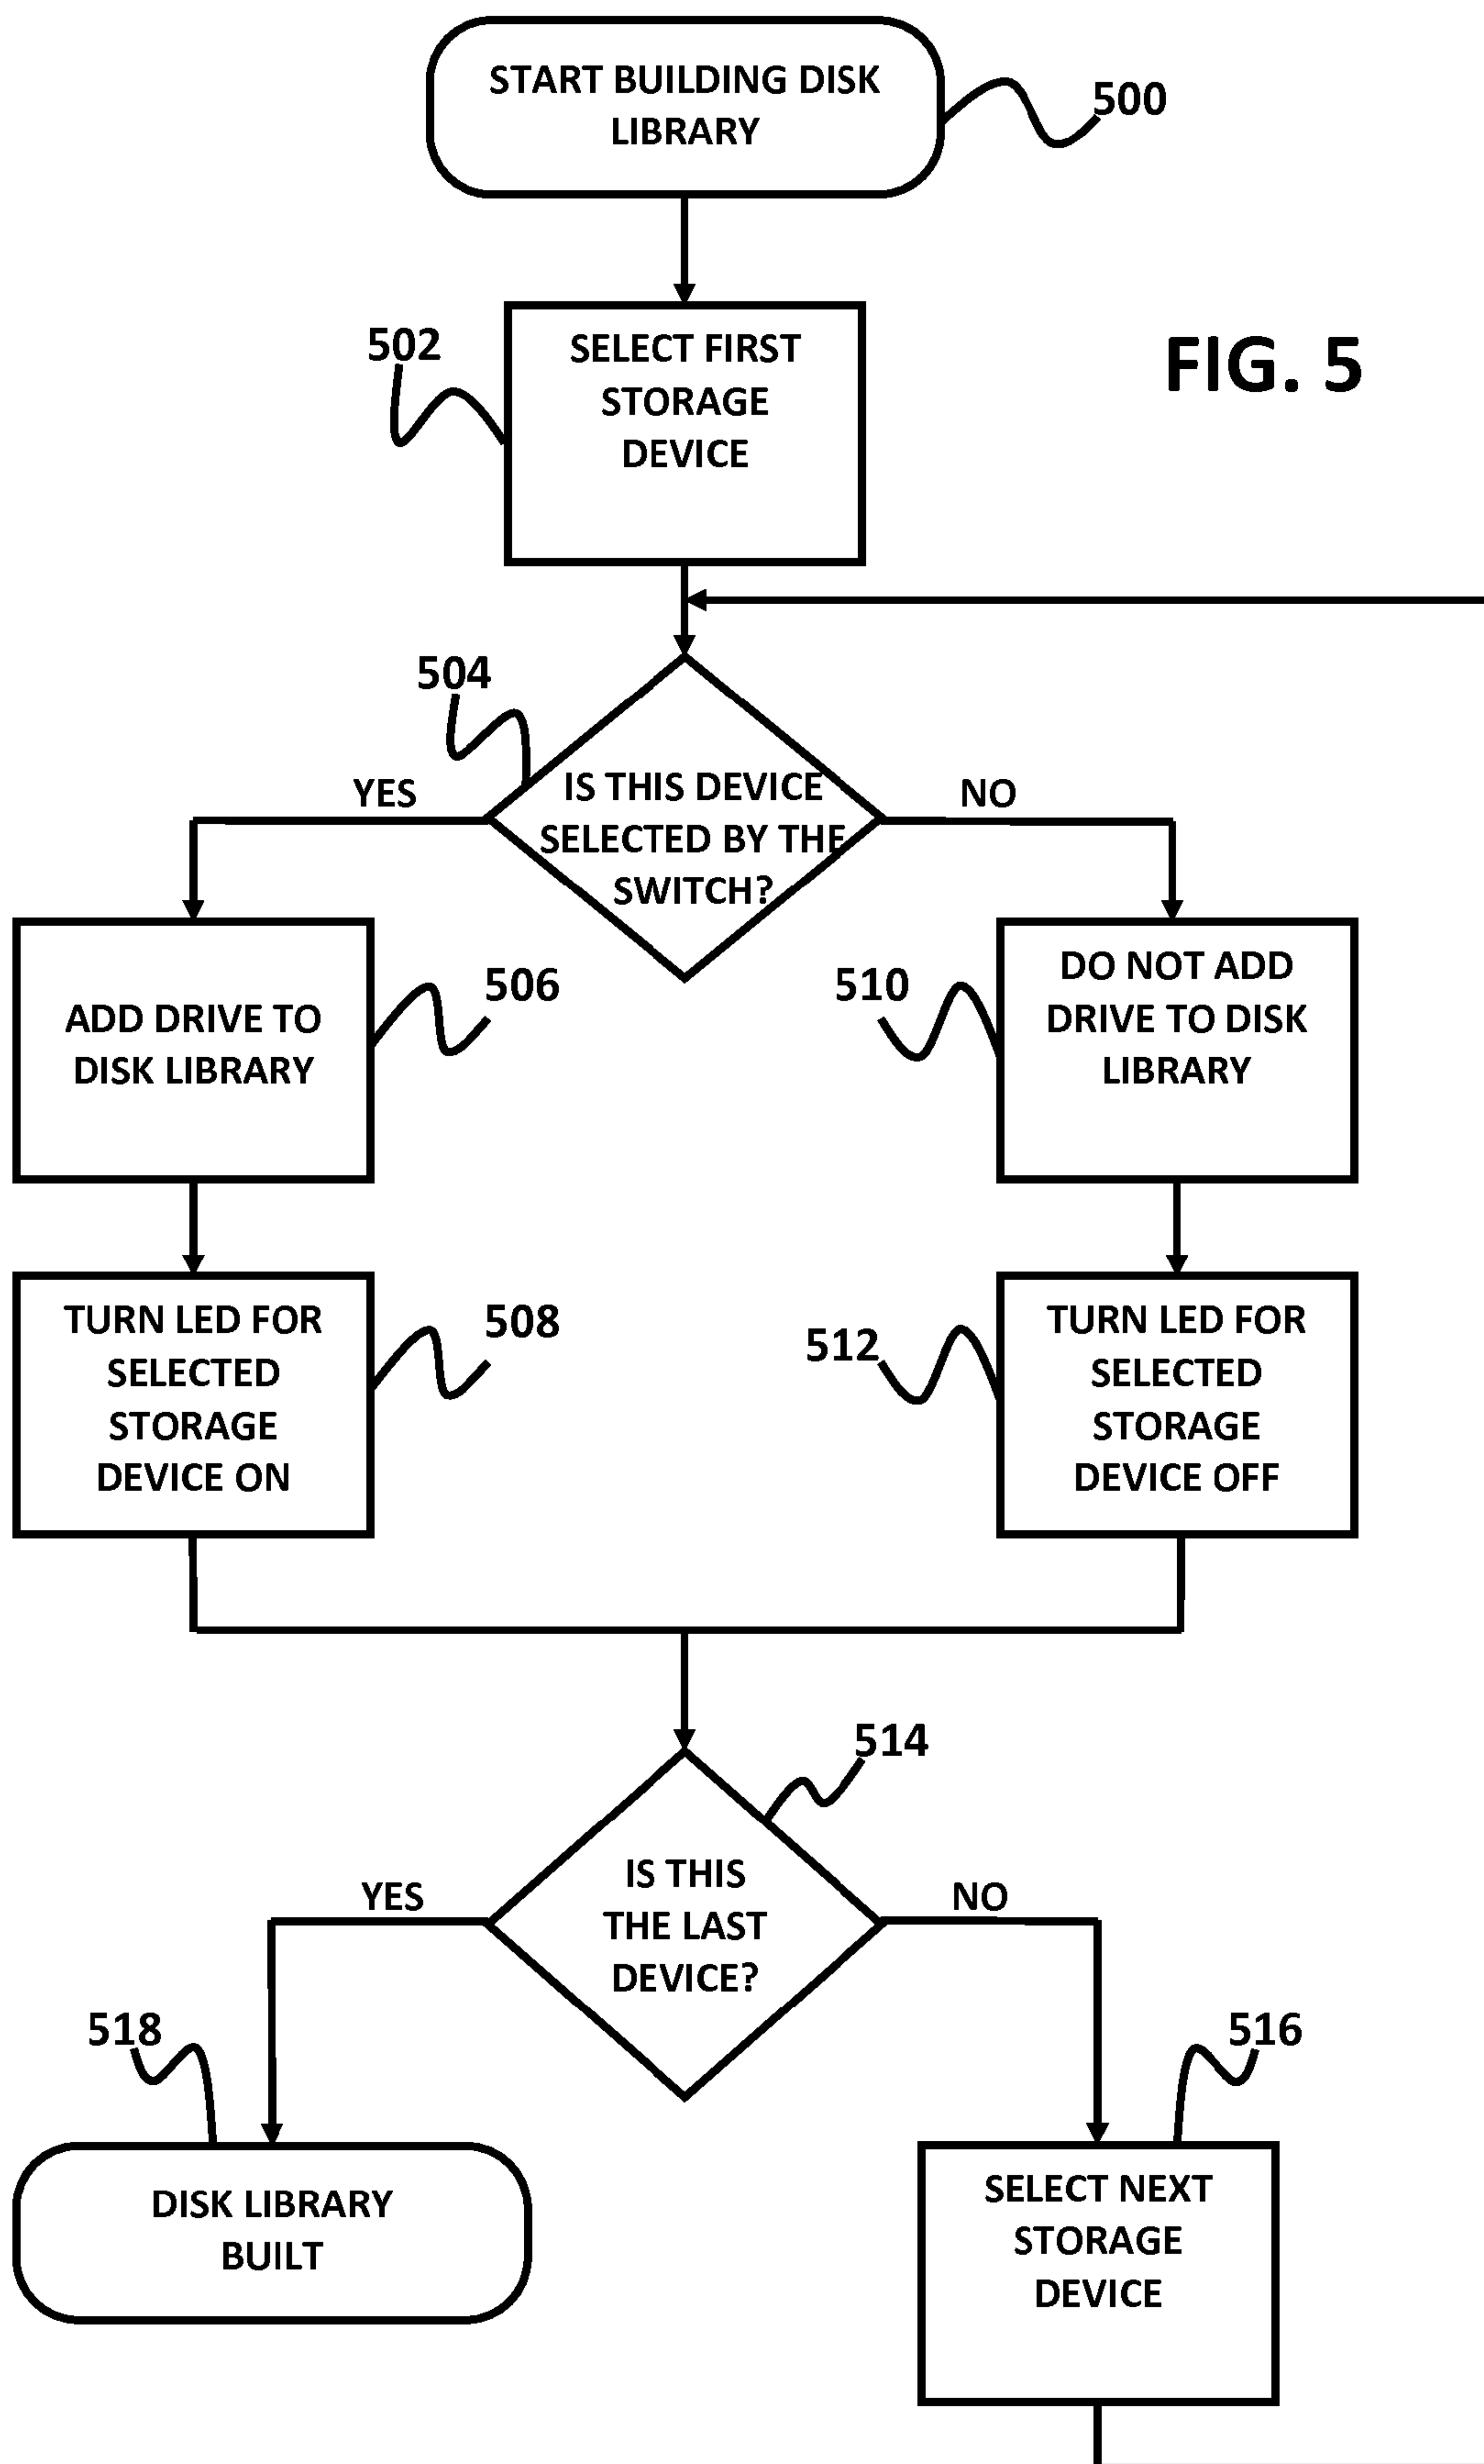 START BUILDING DISK
LIBRARY
500
502
SELECT FIRST
STORAGE
DEVICE
FIG. 5
504
IS THIS DEVICE
SELECTED BY THE
SWITCH?
YES
NO
ADD DRIVE TO
DISK LIBRARY
506
510
DO NOT ADD
DRIVE TO DISK
LIBRARY
TURN LED FOR
SELECTED
STORAGE
DEVICE ON
508
512
TURN LED FOR
SELECTED
STORAGE
DEVICE OFF
514
IS THIS
THE LAST
DEVICE?
YES
NO
518
516
DISK LIBRARY
BUILT
SELECT NEXT
STORAGE
DEVICE